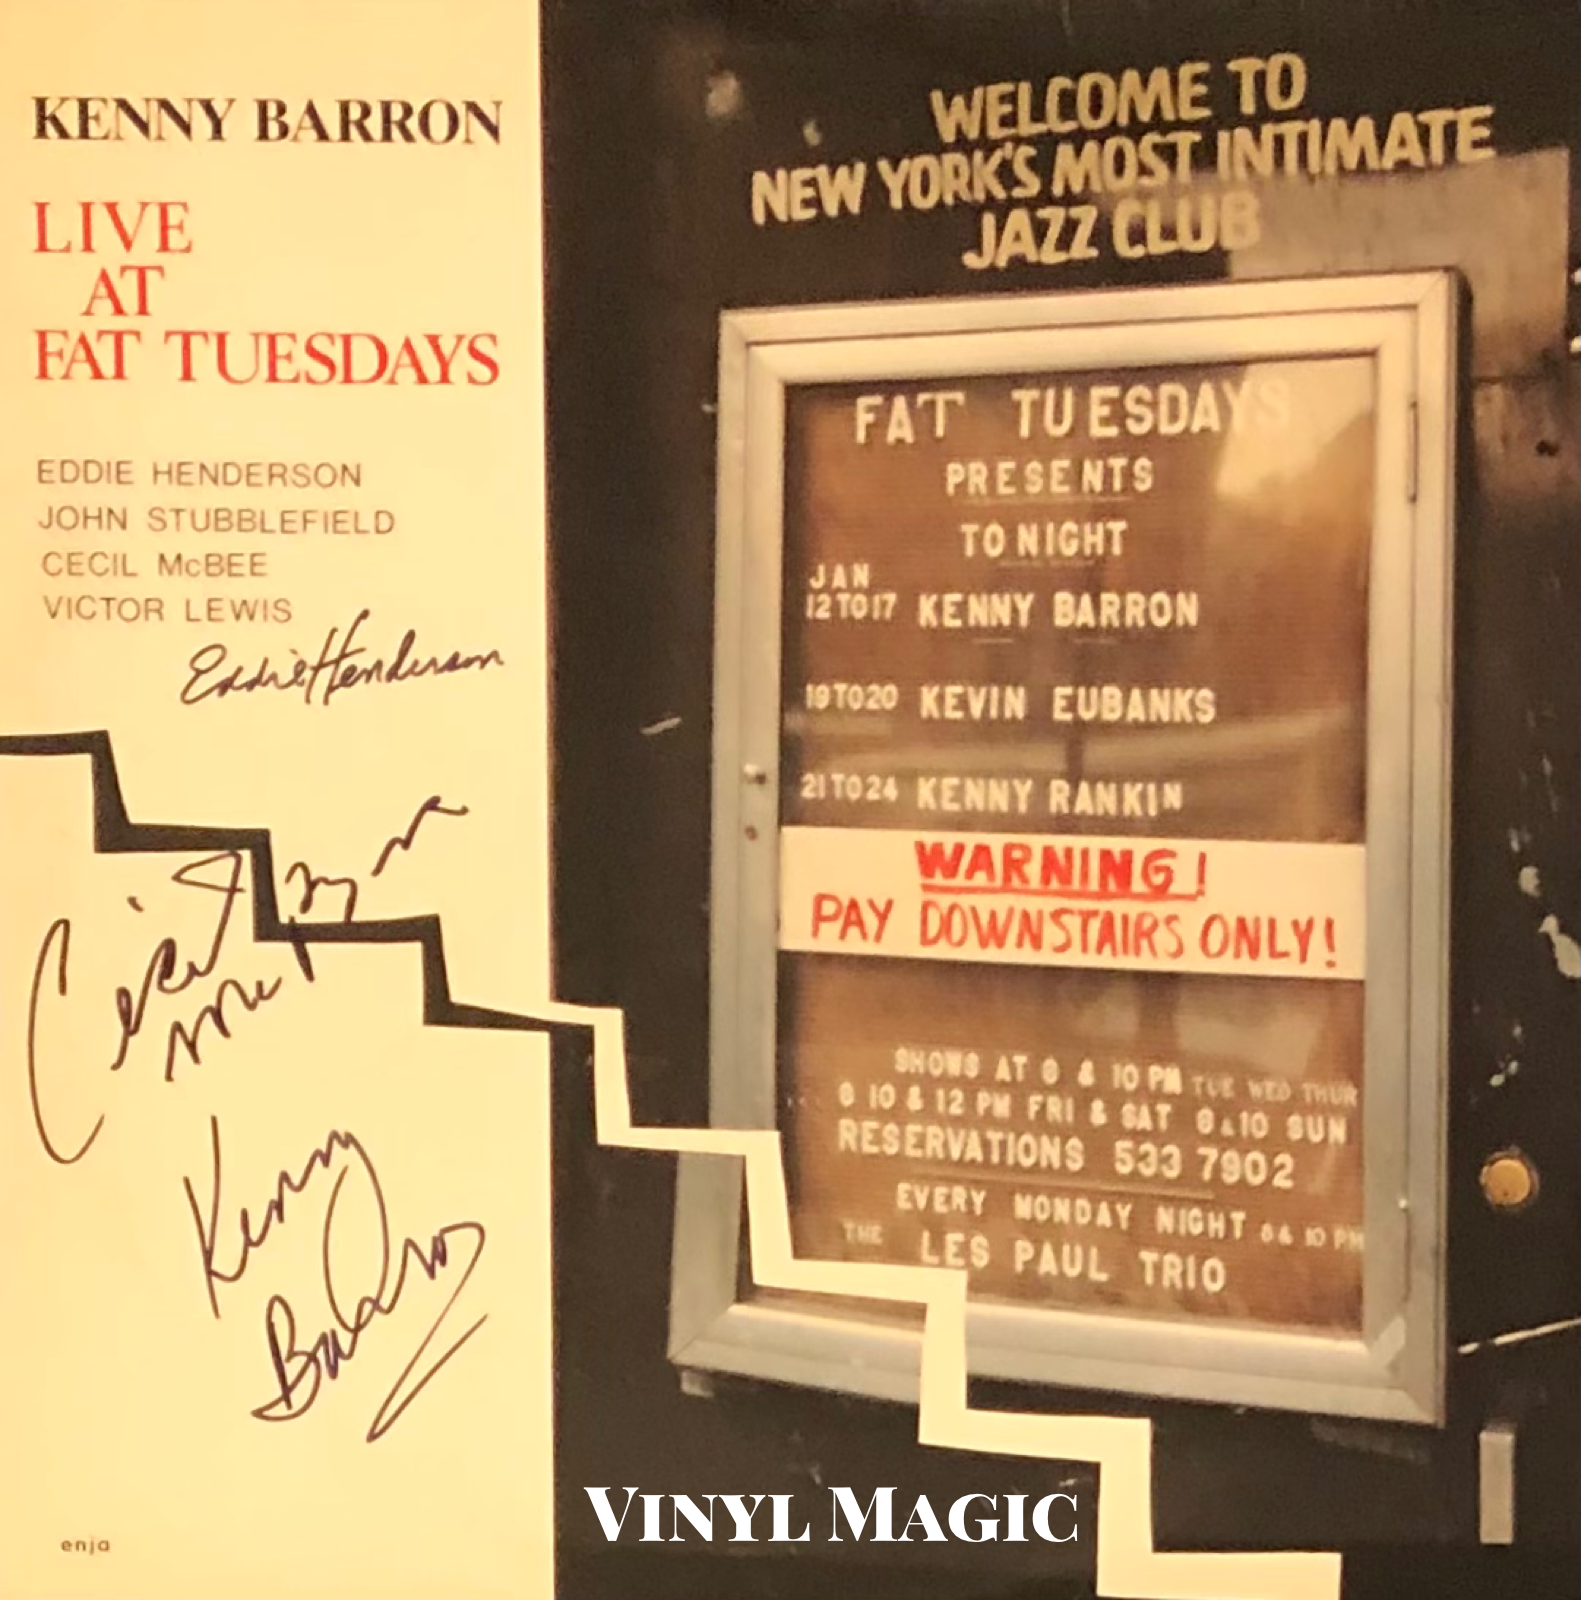 KENNY BARRON
LIVE
AT
FAT TUESDAYS
EDDIE HENDERSON
JOHN STUBBLEFIELD
CECIL McBEE
VICTOR LEWIS
Eddie Henderson
Cecil McBee
Kenny
Barron
enja
WELCOME TO
NEW YORK'S MOST INTIMATE
JAZZ CLUB
FAT TUESDAYS
PRESENTS
TONIGHT
JAN
12 TO 17 KENNY BARRON
19 TO 20 KEVIN EUBANKS
21 TO 24 KENNY RANKIN
WARNING!
PAY DOWNSTAIRS ONLY!
SHOWS AT 8 & 10 PM TUE WED THUR
8 10 & 12 PM FRI & SAT 8 & 10 SUN
RESERVATIONS 533 7902
EVERY MONDAY NIGHT 8 & 10 PM
THE LES PAUL TRIO
VINYL MAGIC